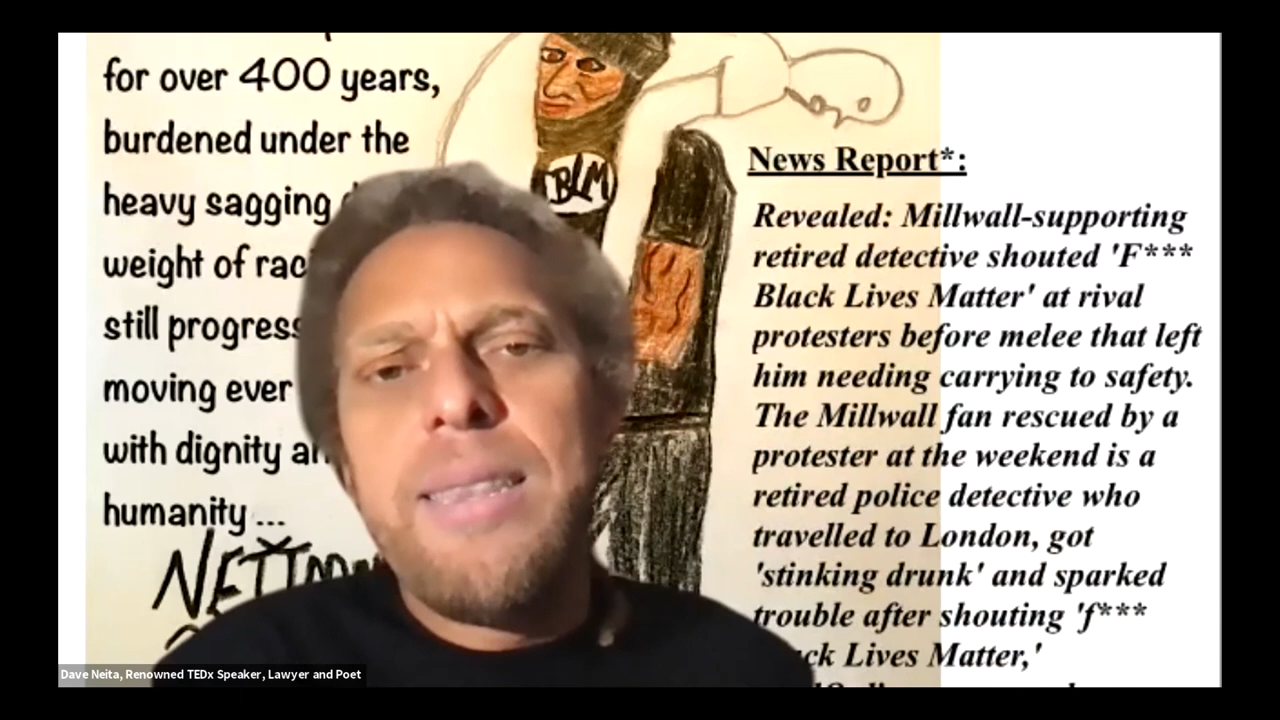 for over 400 years,
burdened under the
heavy sagging
weight of
still progress
moving ever
with dignity
humanity ...
BLM
News Report*:
Revealed: Millwall-supporting
retired detective shouted 'F***
Black Lives Matter' at rival
protesters before melee that left
him needing carrying to safety.
The Millwall fan rescued by a
protester at the weekend is a
retired police detective who
travelled to London, got
'stinking drunk' and sparked
trouble after shouting 'f***
Lives Matter,'
Dave Neita, Renowned TEDx Speaker, Lawyer and Poet